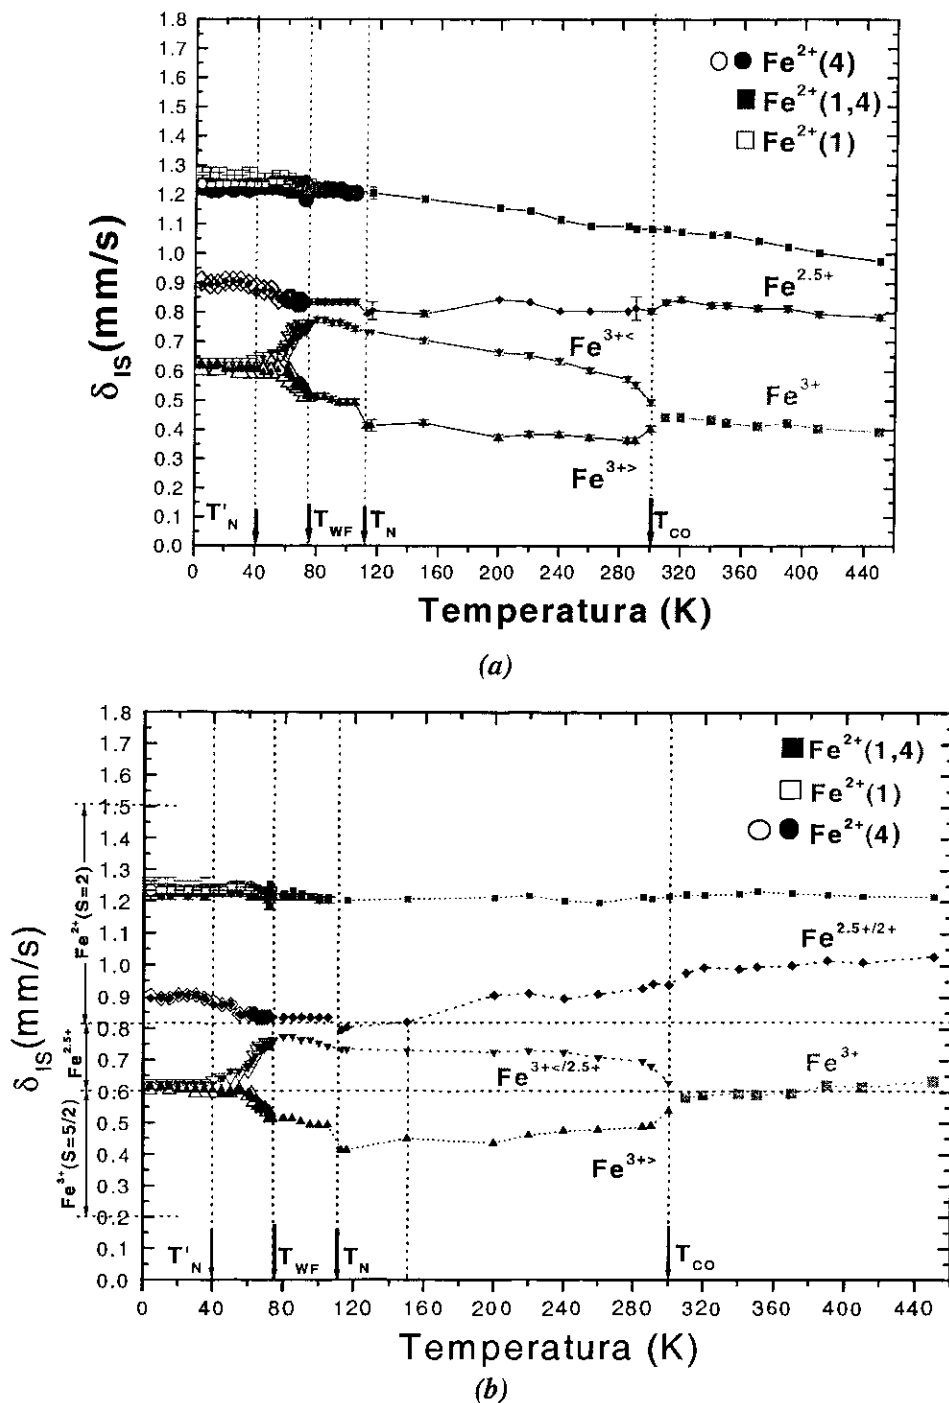 (a)
1.8
1.7
1.6
1.5
1.4
1.3
1.2
1.1
1.0
0.9
0.8
0.7
0.6
0.5
0.4
0.3
0.2
0.1
0.0
δIS(mm/s)
Fe2+(4)
Fe2+(1,4)
Fe2+(1)
Fe2.5+
Fe3+<
Fe3+
Fe3+>
T'N
TWF
TN
TCO
0 40 80 120 160 200 240 280 320 360 400 440
Temperatura (K)
(a)
1.8
1.7
1.6
1.5
1.4
1.3
1.2
1.1
1.0
0.9
0.8
0.7
0.6
0.5
0.4
0.3
0.2
0.1
0.0
δIS(mm/s)
Fe2+(S=2)
Fe2.5+
Fe3+(S=5/2)
Fe2+(1,4)
Fe2+(1)
Fe2+(4)
Fe2.5+/2+
Fe3+</2.5+
Fe3+
Fe3+>
T'N
TWF
TN
TCO
0 40 80 120 160 200 240 280 320 360 400 440
Temperatura (K)
(b)